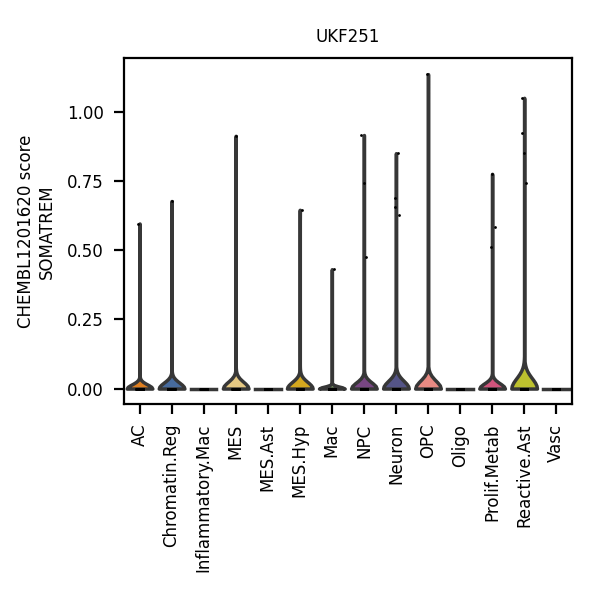 UKF251
CHEMBL1201620 score
SOMATREM
1.00
0.75
0.50
0.25
0.00
AC
Chromatin.Reg
Inflammatory.Mac
MES
MES.Ast
MES.Hyp
Mac
NPC
Neuron
OPC
Oligo
Prolif.Metab
Reactive.Ast
Vasc